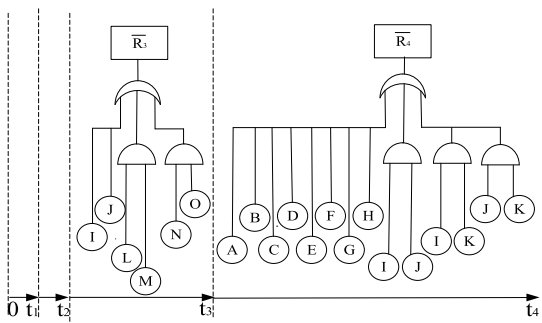 R̅3 R̅4
J O B D F H J K
I N A C E G I K
L I J
M
0 t1 t2 t3 t4